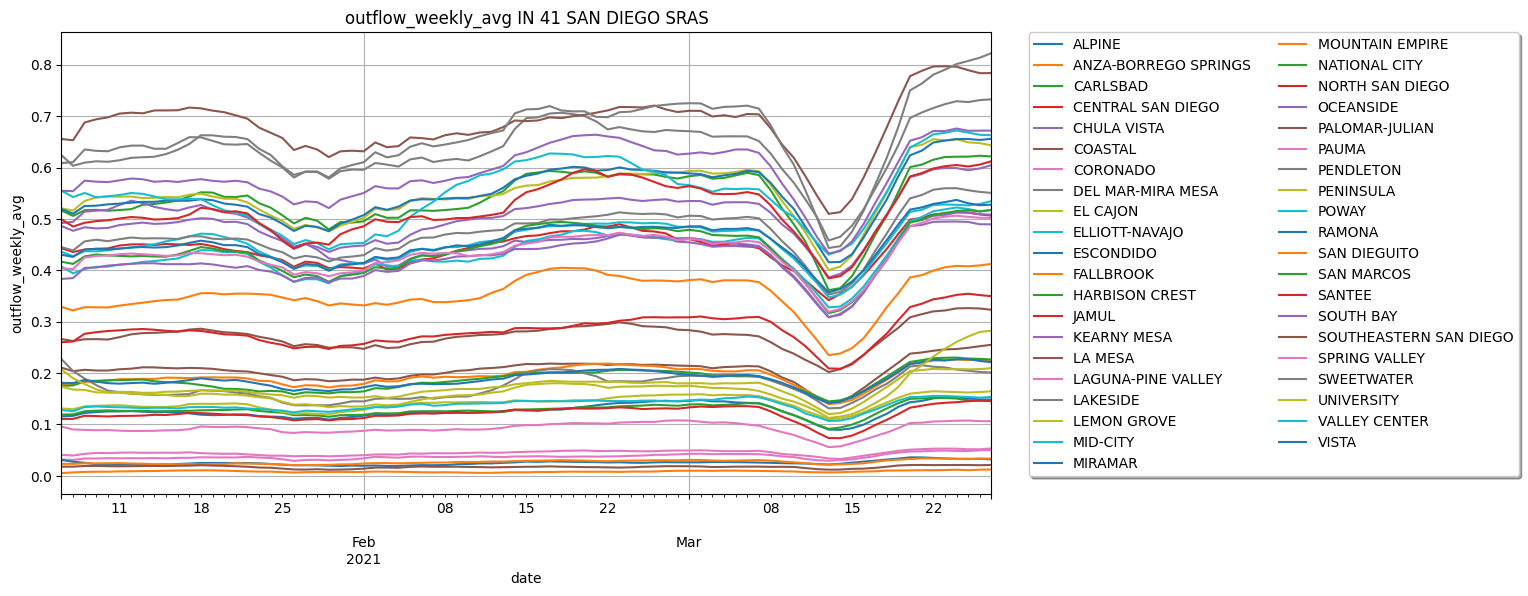 outflow_weekly_avg IN 41 SAN DIEGO SRAS
outflow_weekly_avg
0.8
0.7
0.6
0.5
0.4
0.3
0.2
0.1
0.0
11 18 25 08 15 22 08 15 22
Feb Mar
2021
date
ALPINE
ANZA-BORREGO SPRINGS
CARLSBAD
CENTRAL SAN DIEGO
CHULA VISTA
COASTAL
CORONADO
DEL MAR-MIRA MESA
EL CAJON
ELLIOTT-NAVAJO
ESCONDIDO
FALLBROOK
HARBISON CREST
JAMUL
KEARNY MESA
LA MESA
LAGUNA-PINE VALLEY
LAKESIDE
LEMON GROVE
MID-CITY
MIRAMAR
MOUNTAIN EMPIRE
NATIONAL CITY
NORTH SAN DIEGO
OCEANSIDE
PALOMAR-JULIAN
PAUMA
PENDLETON
PENINSULA
POWAY
RAMONA
SAN DIEGUITO
SAN MARCOS
SANTEE
SOUTH BAY
SOUTHEASTERN SAN DIEGO
SPRING VALLEY
SWEETWATER
UNIVERSITY
VALLEY CENTER
VISTA